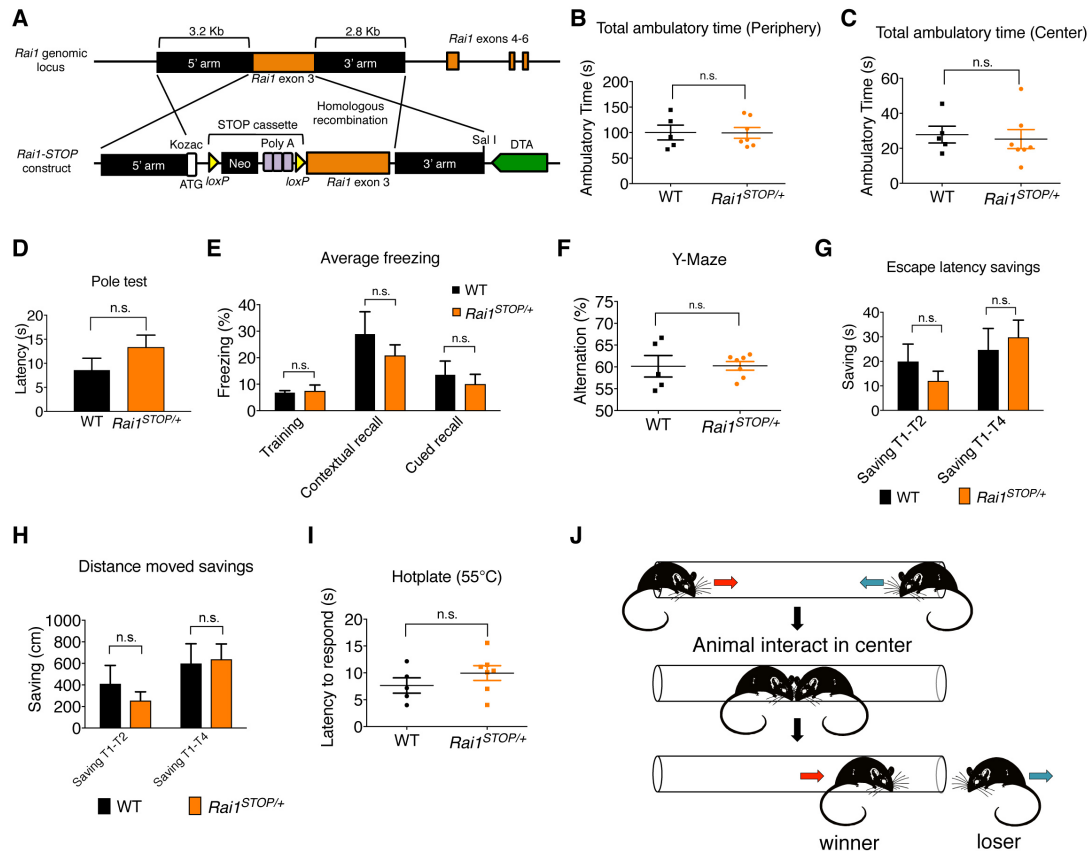 A
3.2 Kb
2.8 Kb
Rai1 exons 4-6
Rai1 genomic
locus
5’ arm
3’ arm
Rai1 exon 3
Homologous
recombination
STOP cassette
Kozac
Poly A
Sal I
DTA
Rai1-STOP
construct
5’ arm
Neo
3’ arm
ATG
loxP
loxP
Rai1 exon 3
B
Total ambulatory time (Periphery)
n.s.
Ambulatory Time (s)
200
150
100
50
0
WT
Rai1STOP/+
C
Total ambulatory time (Center)
n.s.
Ambulatory Time (s)
60
40
20
0
WT
Rai1STOP/+
D
Pole test
n.s.
Latency (s)
20
15
10
5
0
WT
Rai1STOP/+
E
Average freezing
WT
Rai1STOP/+
n.s.
n.s.
n.s.
Freezing (%)
40
30
20
10
0
Training
Contextual recall
Cued recall
F
Y-Maze
n.s.
Alternation (%)
75
70
65
60
55
50
WT
Rai1STOP/+
G
Escape latency savings
n.s.
n.s.
Saving (s)
40
30
20
10
0
Saving T1-T2
Saving T1-T4
WT
Rai1STOP/+
H
Distance moved savings
n.s.
n.s.
Saving (cm)
1000
800
600
400
200
0
Saving T1-T2
Saving T1-T4
WT
Rai1STOP/+
I
Hotplate (55°C)
n.s.
Latency to respond (s)
20
15
10
5
0
WT
Rai1STOP/+
J
Animal interact in center
winner
loser